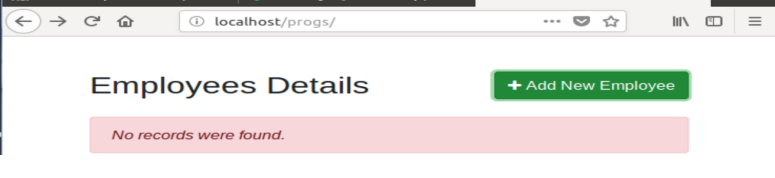 localhost/progs/
Employees Details
+ Add New Employee
No records were found.